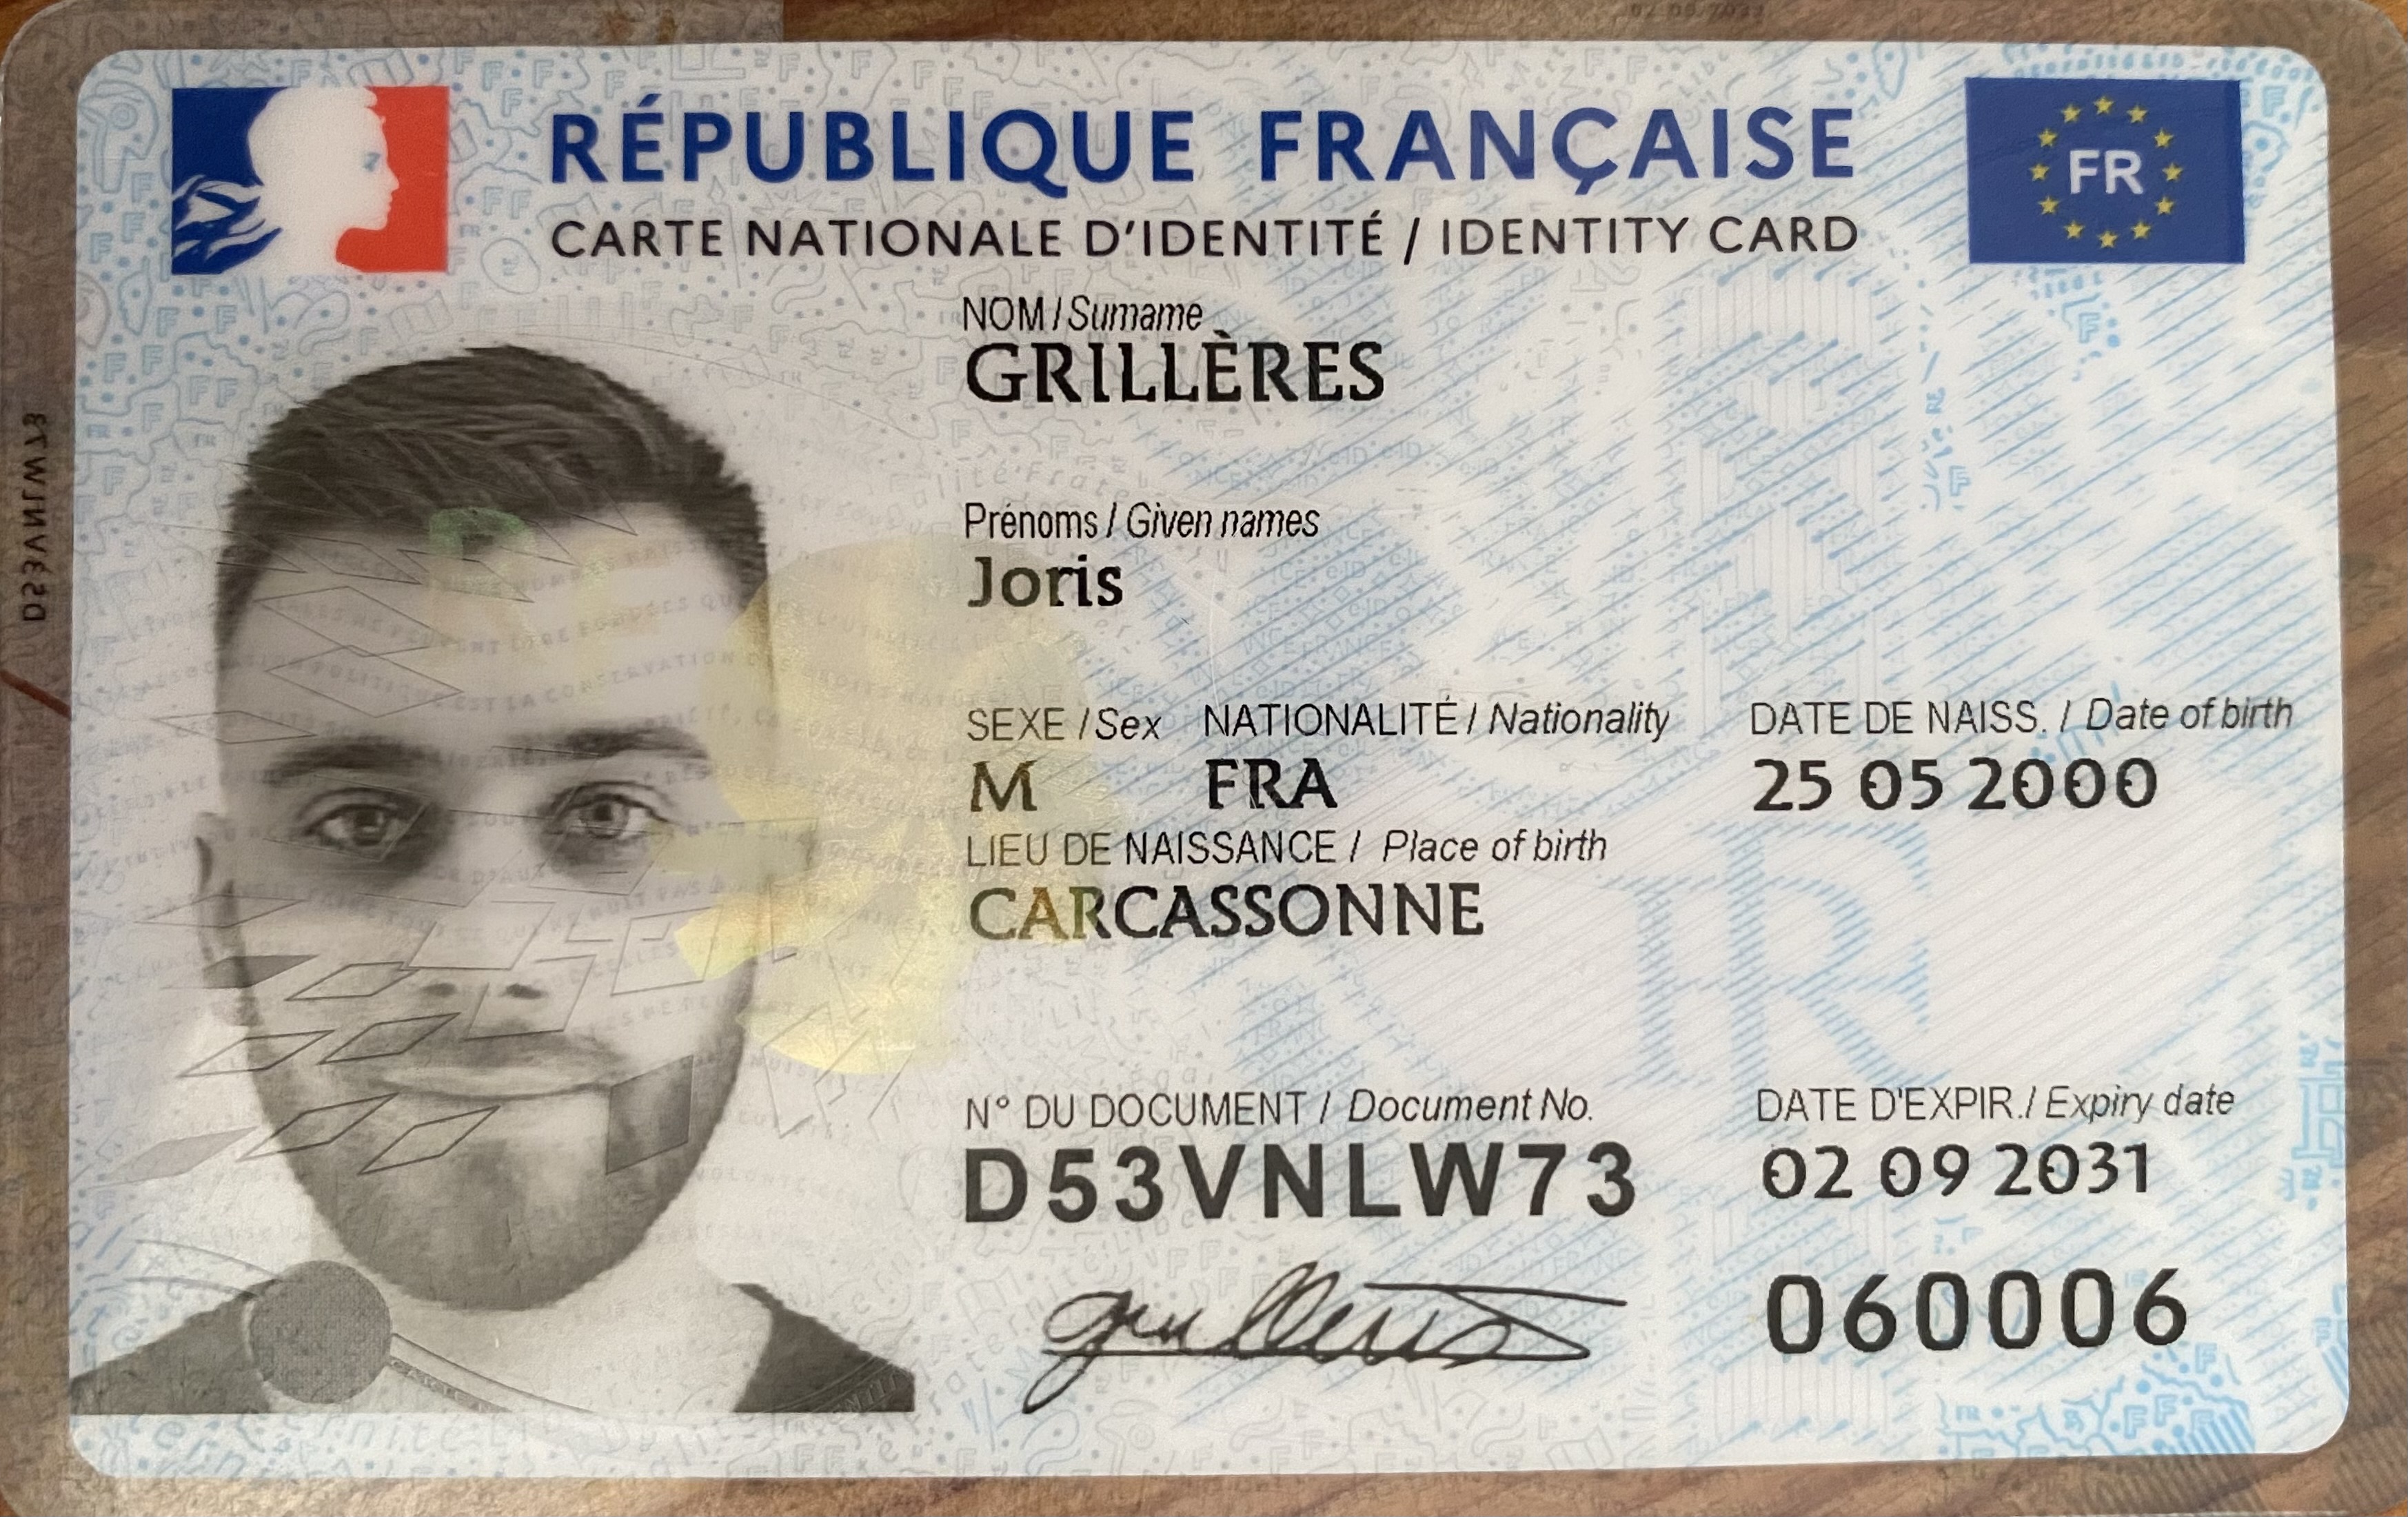 RÉPUBLIQUE FRANÇAISE
FR
CARTE NATIONALE D'IDENTITÉ / IDENTITY CARD
NOM / Surname
GRILLÈRES
Prénoms / Given names
Joris
SEXE / Sex NATIONALITÉ / Nationality DATE DE NAISS. / Date of birth
M FRA 25 05 2000
LIEU DE NAISSANCE / Place of birth
CARCASSONNE
N° DU DOCUMENT / Document No. DATE D'EXPIR. / Expiry date
D53VNLW73 02 09 2031
060006
D53VNLW73